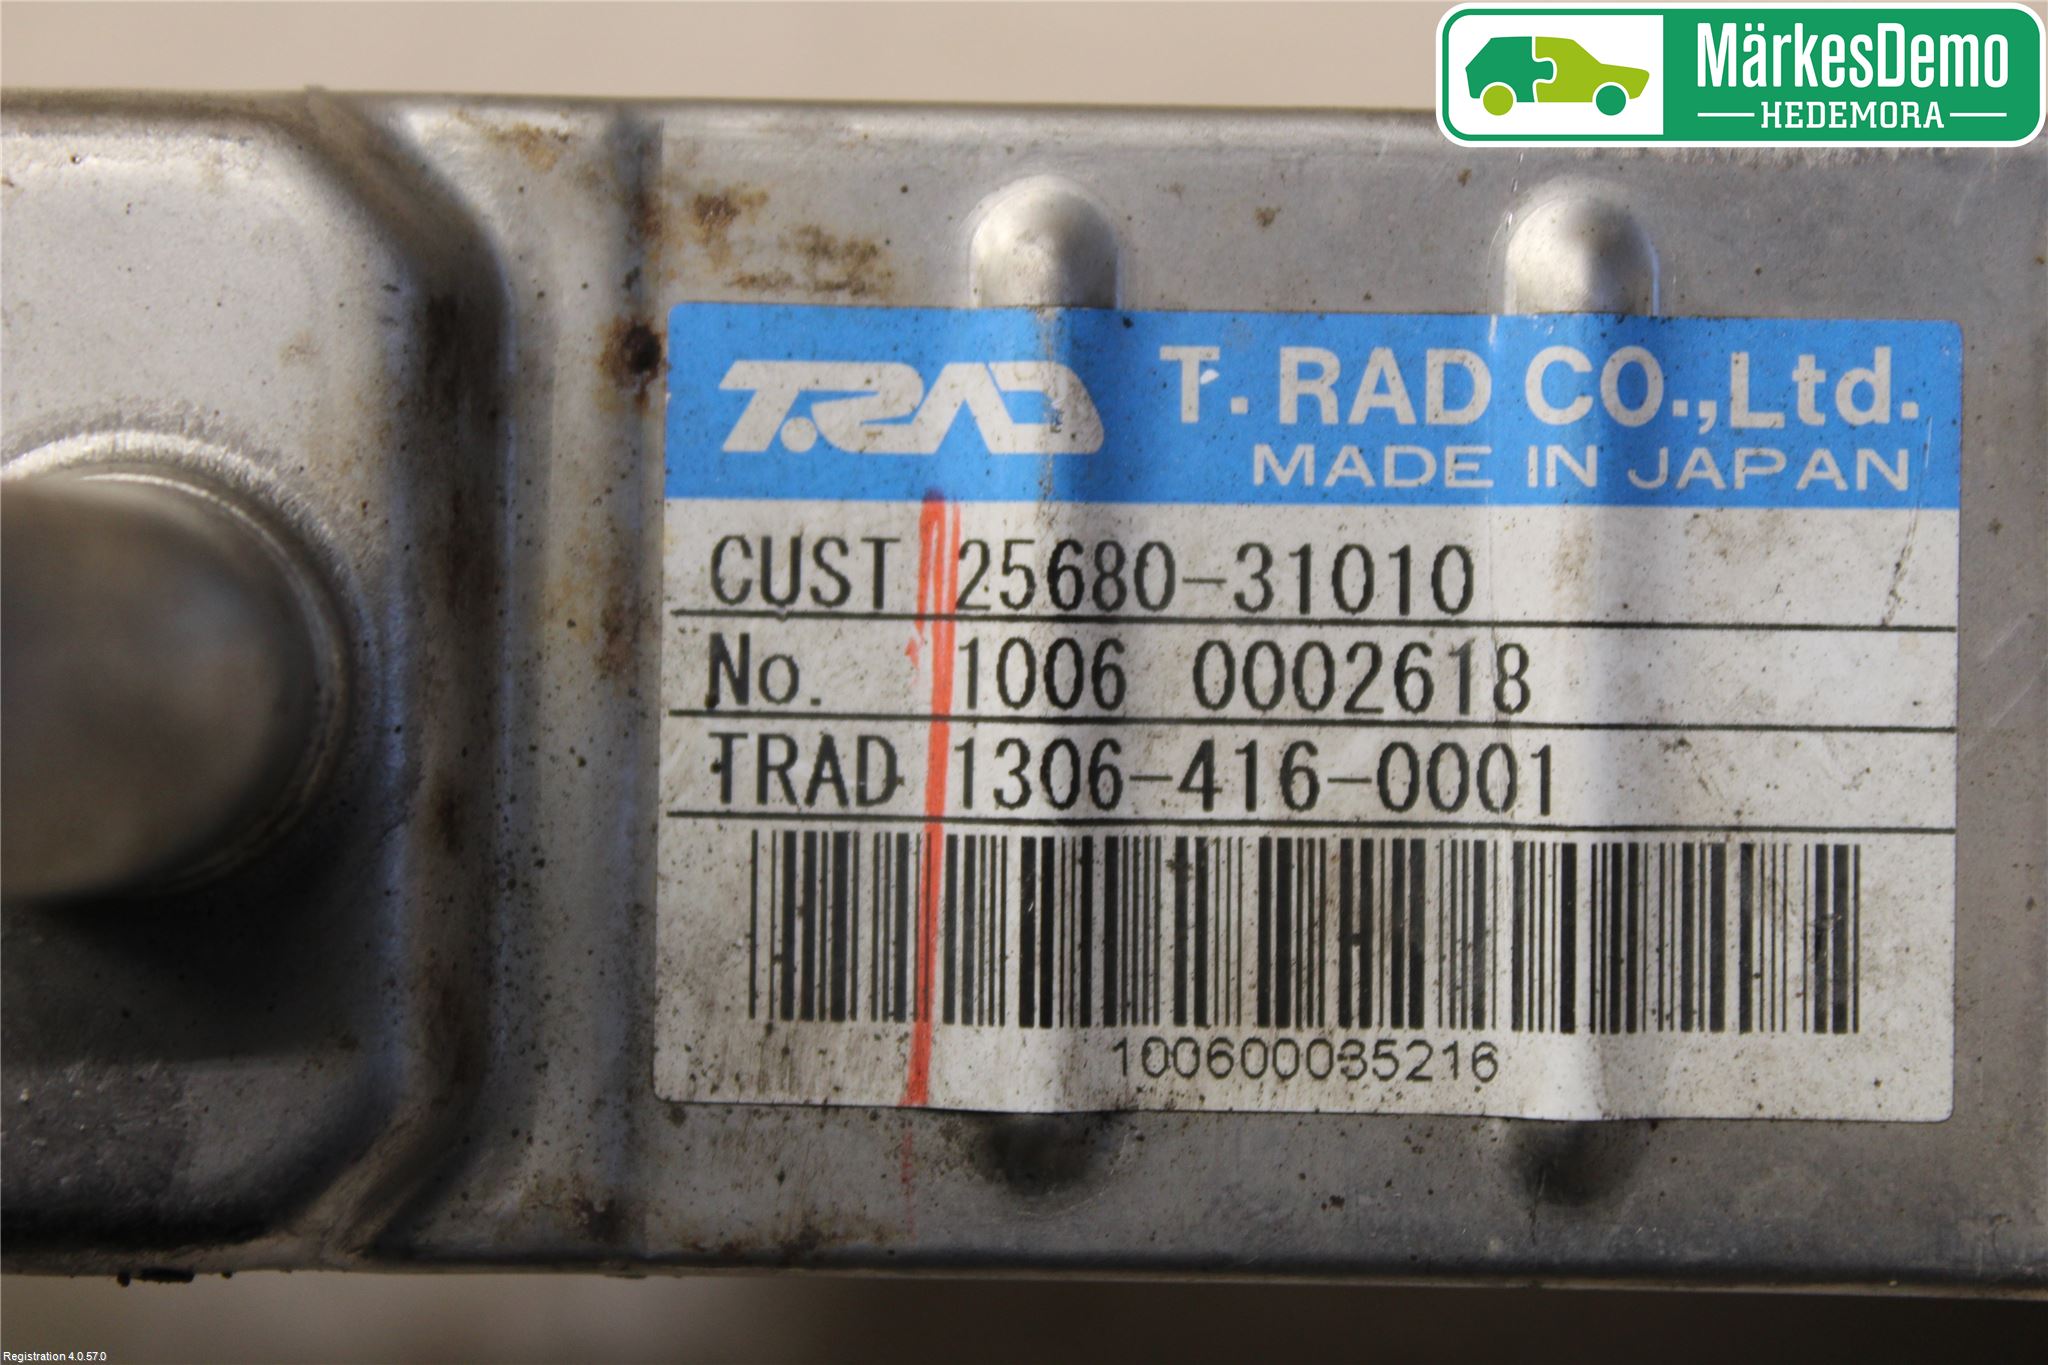 MärkesDemo
HEDEMORA
T.RAD T. RAD CO.,Ltd.
MADE IN JAPAN
CUST 25680-31010
No. 1006 0002618
TRAD 1306-416-0001
100600035216
Registration 4.0.57.0